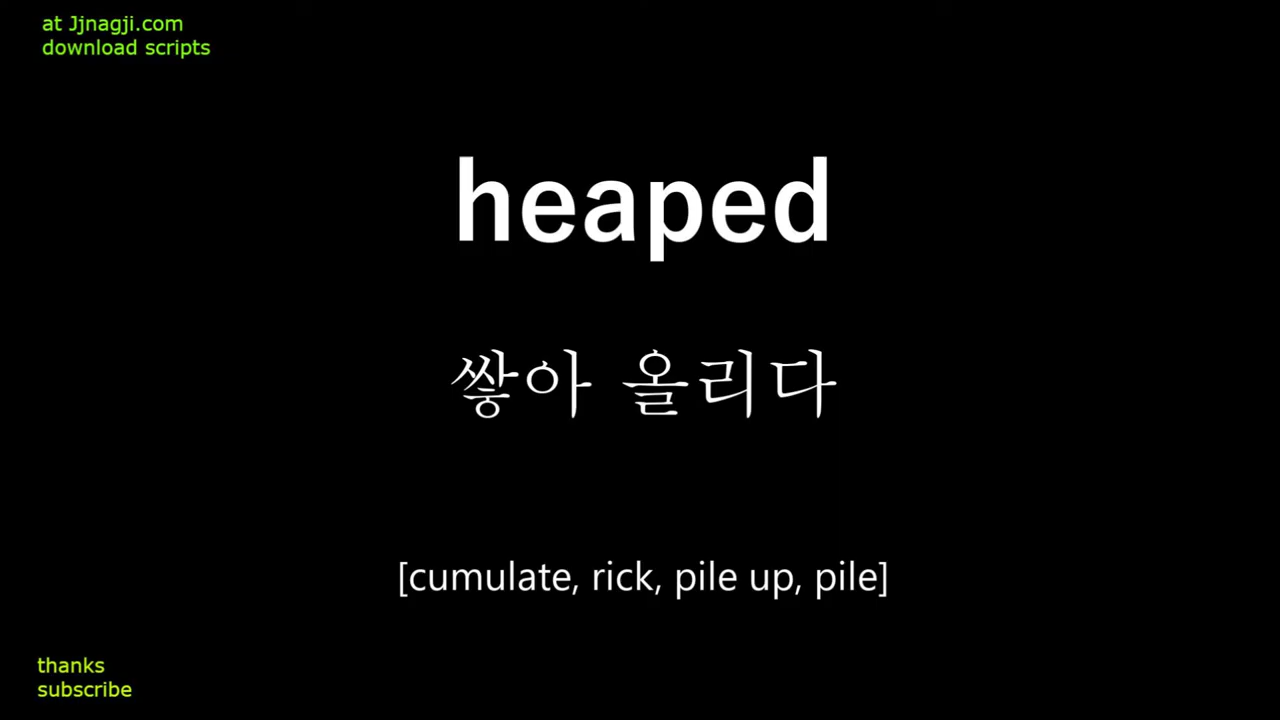 at Jjnagji.com
download scripts
heaped
쌓아 올리다
[cumulate, rick, pile up, pile]
thanks
subscribe